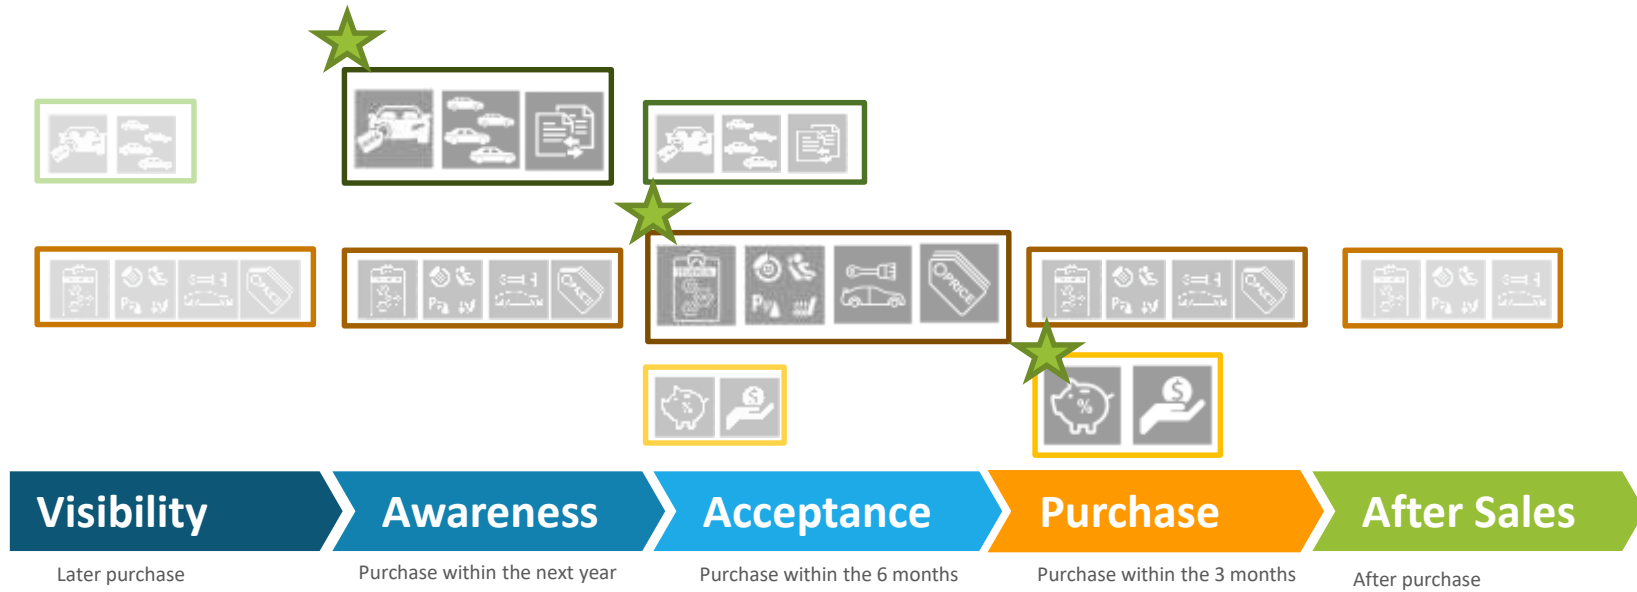 PRICE
%
$
%
$
Visibility
Awareness
Acceptance
Purchase
After Sales
Later purchase
Purchase within the next year
Purchase within the 6 months
Purchase within the 3 months
After purchase